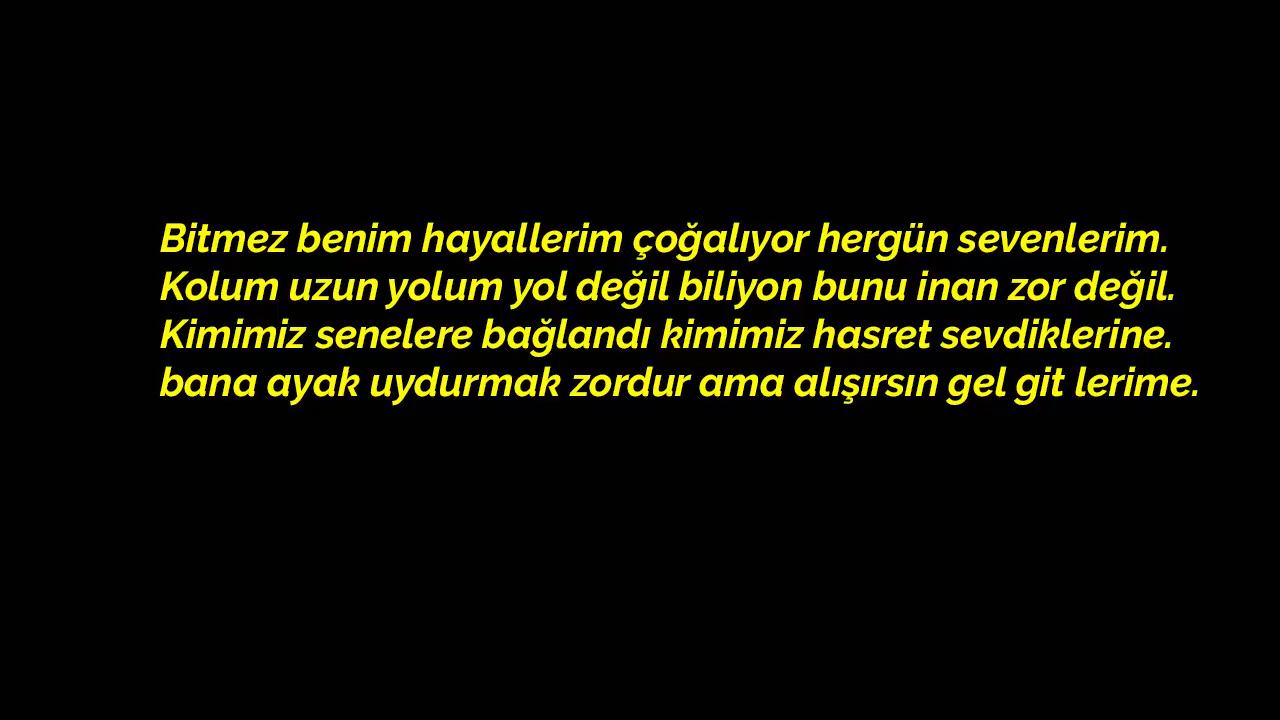 Bitmez benim hayallerim çoğalıyor hergün sevenlerim.
Kolum uzun yolum yol değil biliyon bunu inan zor değil.
Kimimiz senelere bağlandı kimimiz hasret sevdiklerine.
bana ayak uydurmak zordur ama alışırsın gel git lerime.